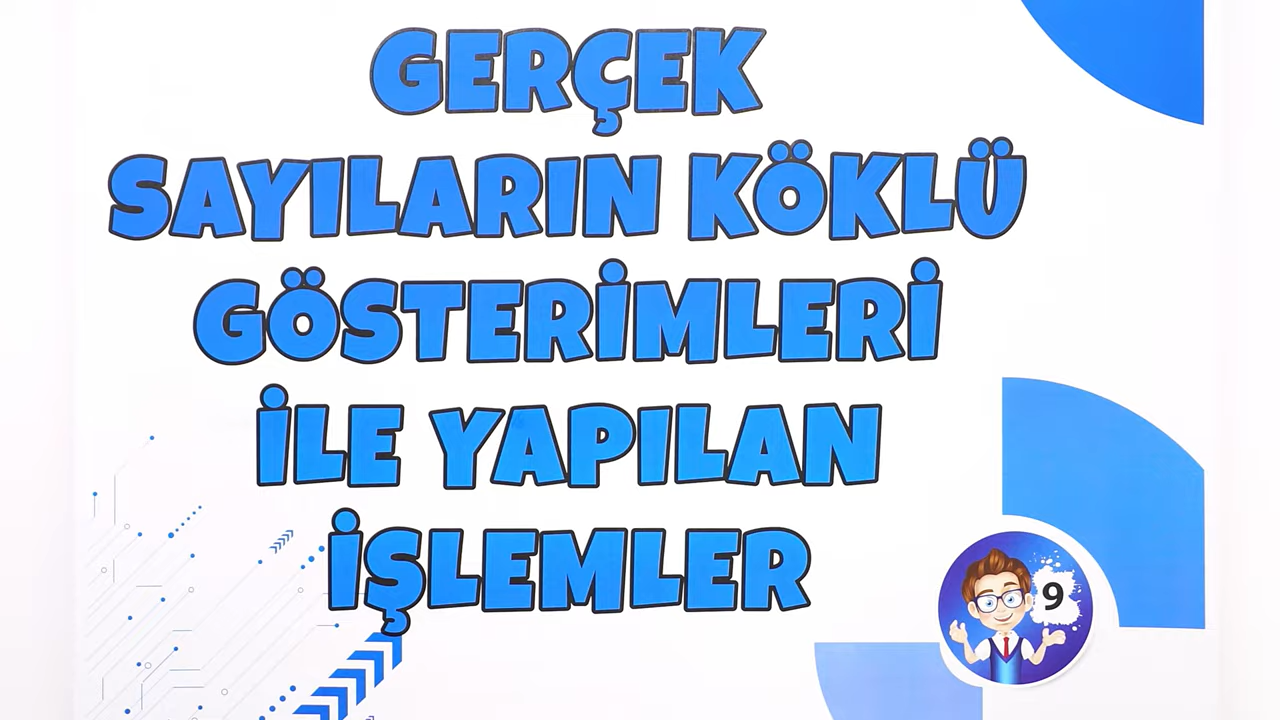 GERÇEK
SAYILARIN KÖKLÜ
GÖSTERİMLERİ
İLE YAPILAN
İŞLEMLER
9